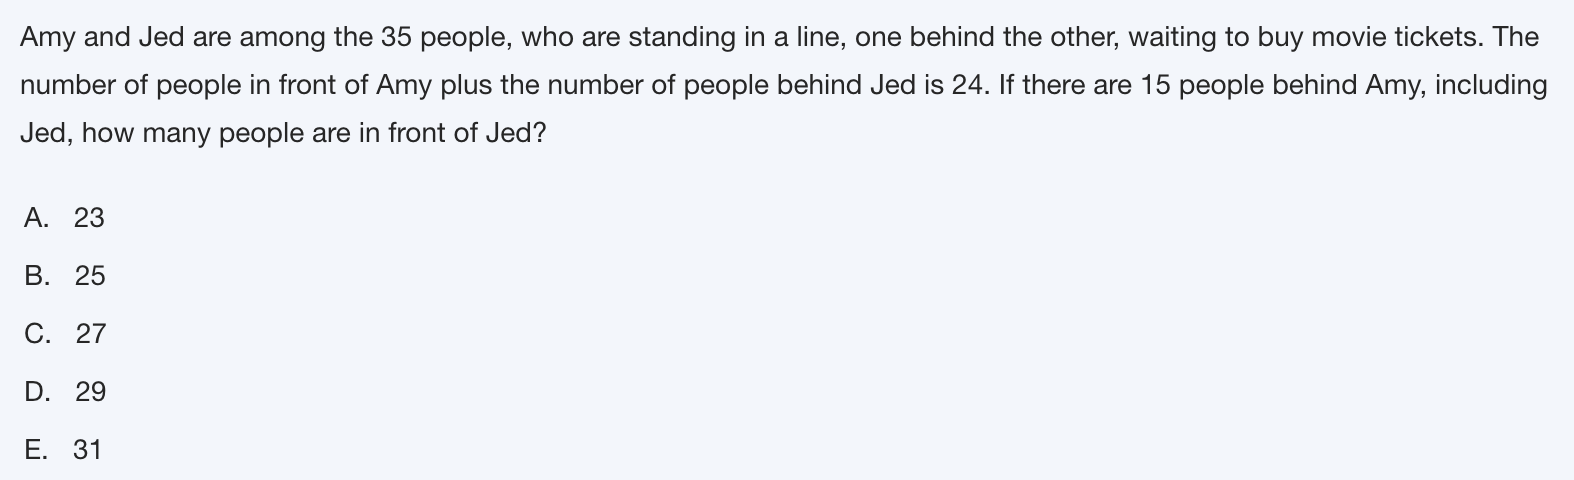 Amy and Jed are among the 35 people, who are standing in a line, one behind the other, waiting to buy movie tickets. The
number of people in front of Amy plus the number of people behind Jed is 24. If there are 15 people behind Amy, including
Jed, how many people are in front of Jed?
A. 23
B. 25
C. 27
D. 29
E. 31